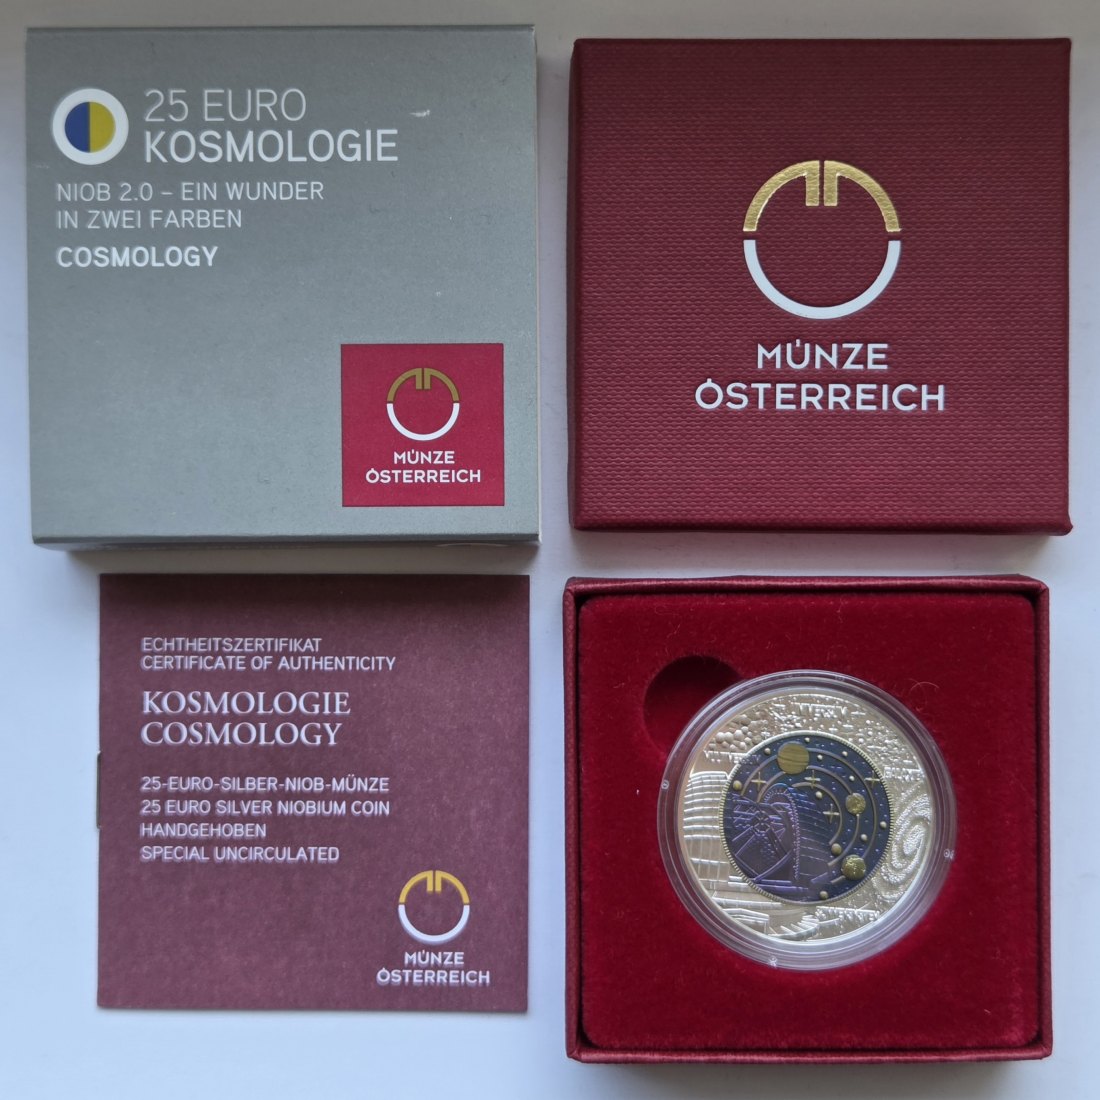 25 EURO
KOSMOLOGIE
NIOB 2.0 – EIN WUNDER
IN ZWEI FARBEN
COSMOLOGY
MÜNZE
ÖSTERREICH
MÜNZE
ÖSTERREICH
ECHTHEITSZERTIFIKAT
CERTIFICATE OF AUTHENTICITY
KOSMOLOGIE
COSMOLOGY
25-EURO-SILBER-NIOB-MÜNZE
25 EURO SILVER NIOBIUM COIN
HANDGEHOBEN
SPECIAL UNCIRCULATED
MÜNZE
ÖSTERREICH